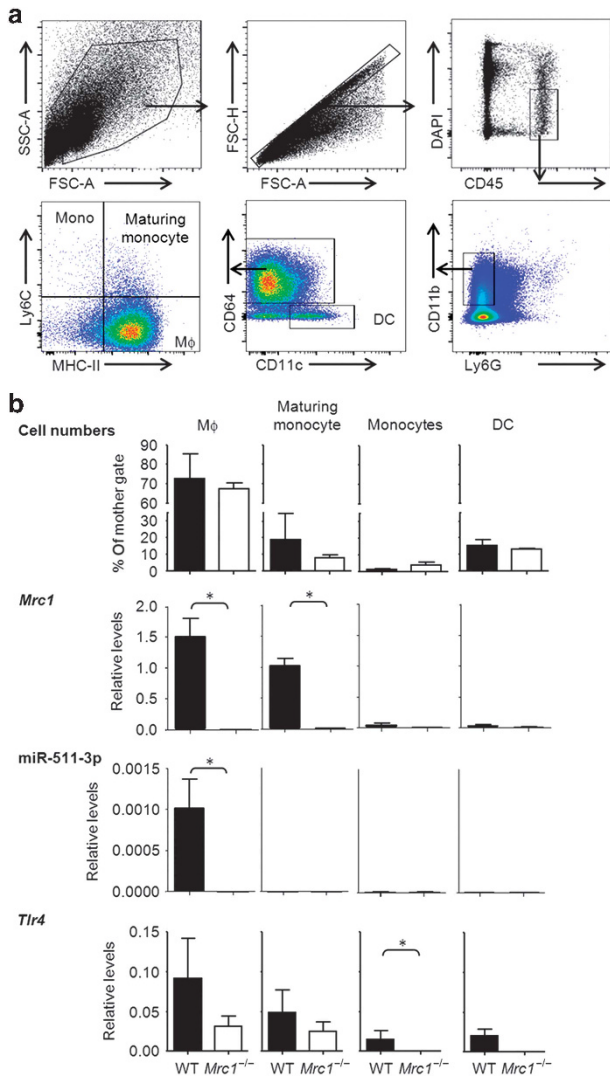 a
SSC-A
FSC-A
FSC-H
FSC-A
DAPI
CD45
Mono
Maturing
monocyte
Mϕ
Ly6C
MHC-II
CD64
CD11c
DC
CD11b
Ly6G
b
Cell numbers
Mϕ
Maturing
monocyte
Monocytes
DC
% Of mother gate
90
80
70
60
30
20
10
0
Mrc1
Relative levels
2.0
1.5
1.0
0.5
0.0
*
*
miR-511-3p
Relative levels
0.0015
0.0010
0.0005
0.0000
*
Tlr4
Relative levels
0.15
0.10
0.05
0.00
*
WT Mrc1−/−
WT Mrc1−/−
WT Mrc1−/−
WT Mrc1−/−